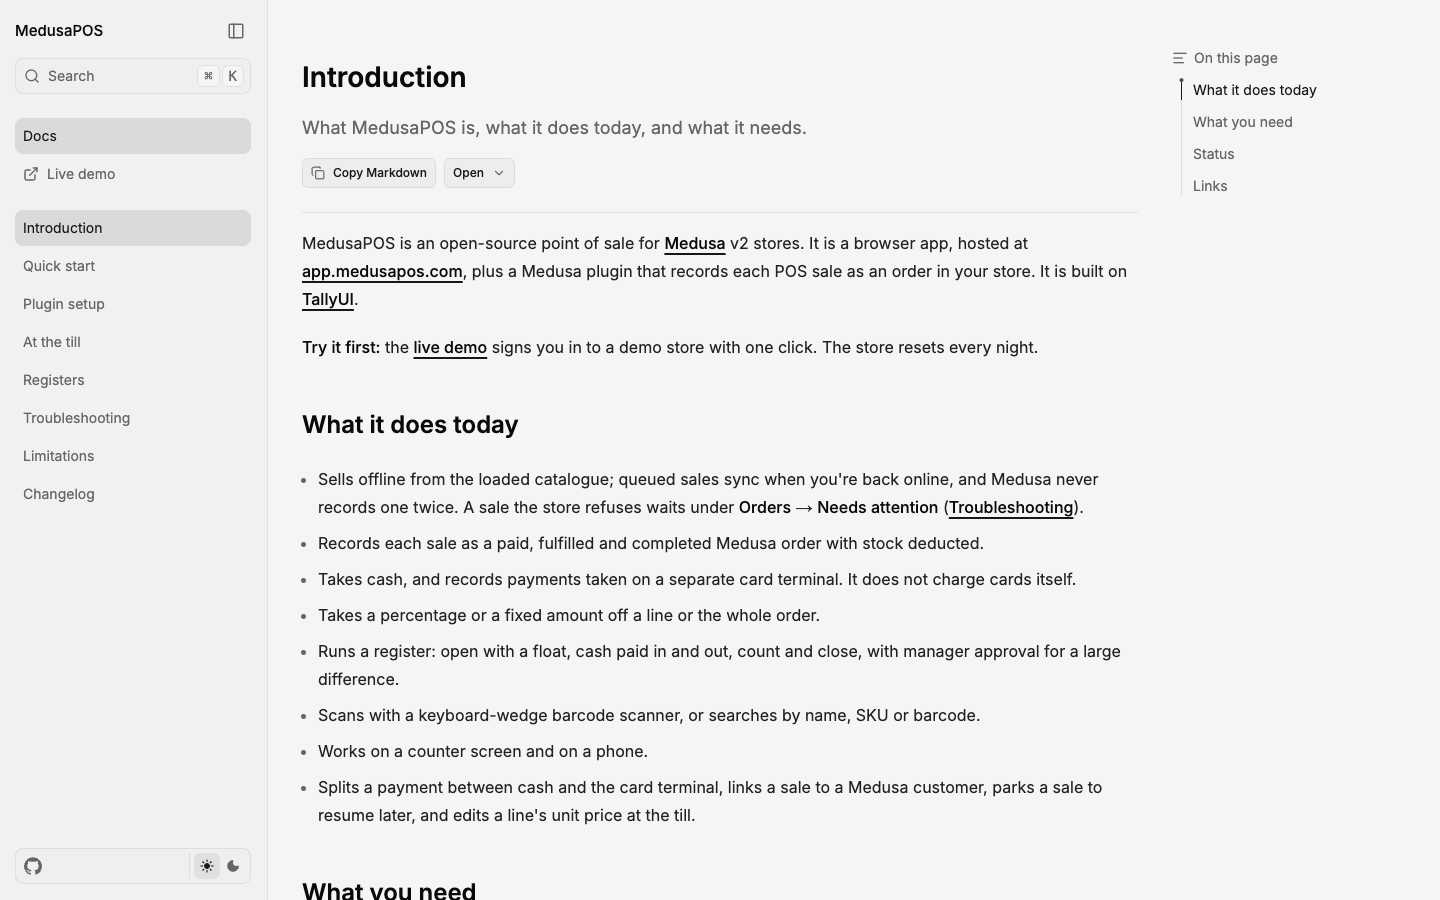 MedusaPOS
Search
⌘ K
Docs
Live demo
Introduction
Quick start
Plugin setup
At the till
Registers
Troubleshooting
Limitations
Changelog
Introduction
What MedusaPOS is, what it does today, and what it needs.
Copy Markdown
Open
MedusaPOS is an open-source point of sale for Medusa v2 stores. It is a browser app, hosted at
app.medusapos.com, plus a Medusa plugin that records each POS sale as an order in your store. It is built on
TallyUI.
Try it first: the live demo signs you in to a demo store with one click. The store resets every night.
What it does today
• Sells offline from the loaded catalogue; queued sales sync when you're back online, and Medusa never
records one twice. A sale the store refuses waits under Orders → Needs attention (Troubleshooting).
• Records each sale as a paid, fulfilled and completed Medusa order with stock deducted.
• Takes cash, and records payments taken on a separate card terminal. It does not charge cards itself.
• Takes a percentage or a fixed amount off a line or the whole order.
• Runs a register: open with a float, cash paid in and out, count and close, with manager approval for a large
difference.
• Scans with a keyboard-wedge barcode scanner, or searches by name, SKU or barcode.
• Works on a counter screen and on a phone.
• Splits a payment between cash and the card terminal, links a sale to a Medusa customer, parks a sale to
resume later, and edits a line's unit price at the till.
What you need
On this page
What it does today
What you need
Status
Links